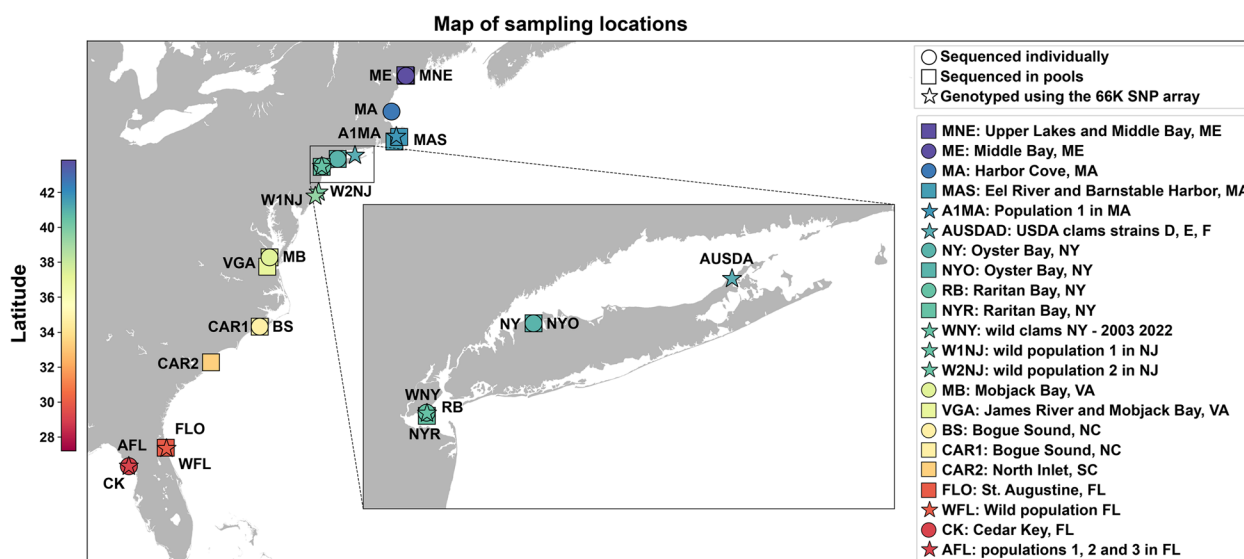 Map of sampling locations
Latitude
42
40
38
36
34
32
30
28
ME
MNE
MA
A1MA
MAS
W2NJ
W1NJ
MB
VGA
CAR1
BS
CAR2
FLO
AFL
WFL
CK
AUSDA
NY
NYO
WNY
RB
NYR
Sequenced individually
Sequenced in pools
Genotyped using the 66K SNP array
MNE: Upper Lakes and Middle Bay, ME
ME: Middle Bay, ME
MA: Harbor Cove, MA
MAS: Eel River and Barnstable Harbor, MA
A1MA: Population 1 in MA
AUSDAD: USDA clams strains D, E, F
NY: Oyster Bay, NY
NYO: Oyster Bay, NY
RB: Raritan Bay, NY
NYR: Raritan Bay, NY
WNY: wild clams NY - 2003 2022
W1NJ: wild population 1 in NJ
W2NJ: wild population 2 in NJ
MB: Mobjack Bay, VA
VGA: James River and Mobjack Bay, VA
BS: Bogue Sound, NC
CAR1: Bogue Sound, NC
CAR2: North Inlet, SC
FLO: St. Augustine, FL
WFL: Wild population FL
CK: Cedar Key, FL
AFL: populations 1, 2 and 3 in FL